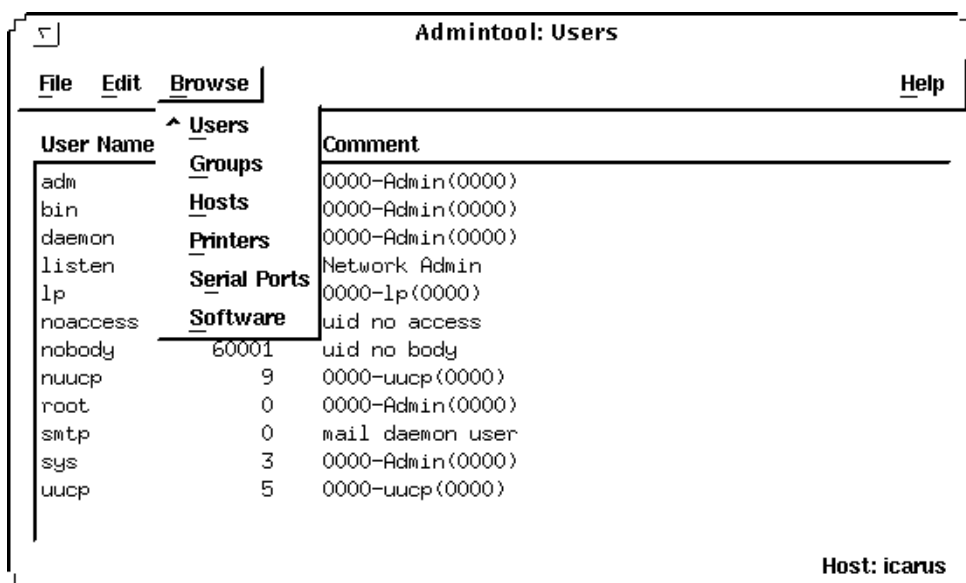 Admintool: Users
File Edit Browse Help
^ Users
Groups
Hosts
Printers
Serial Ports
Software
User Name Comment
adm 0000-Admin(0000)
bin 0000-Admin(0000)
daemon 0000-Admin(0000)
listen Network Admin
lp 0000-lp(0000)
noaccess uid no access
nobody 60001 uid no body
nuucp 9 0000-uucp(0000)
root 0 0000-Admin(0000)
smtp 0 mail daemon user
sys 3 0000-Admin(0000)
uucp 5 0000-uucp(0000)
Host: icarus